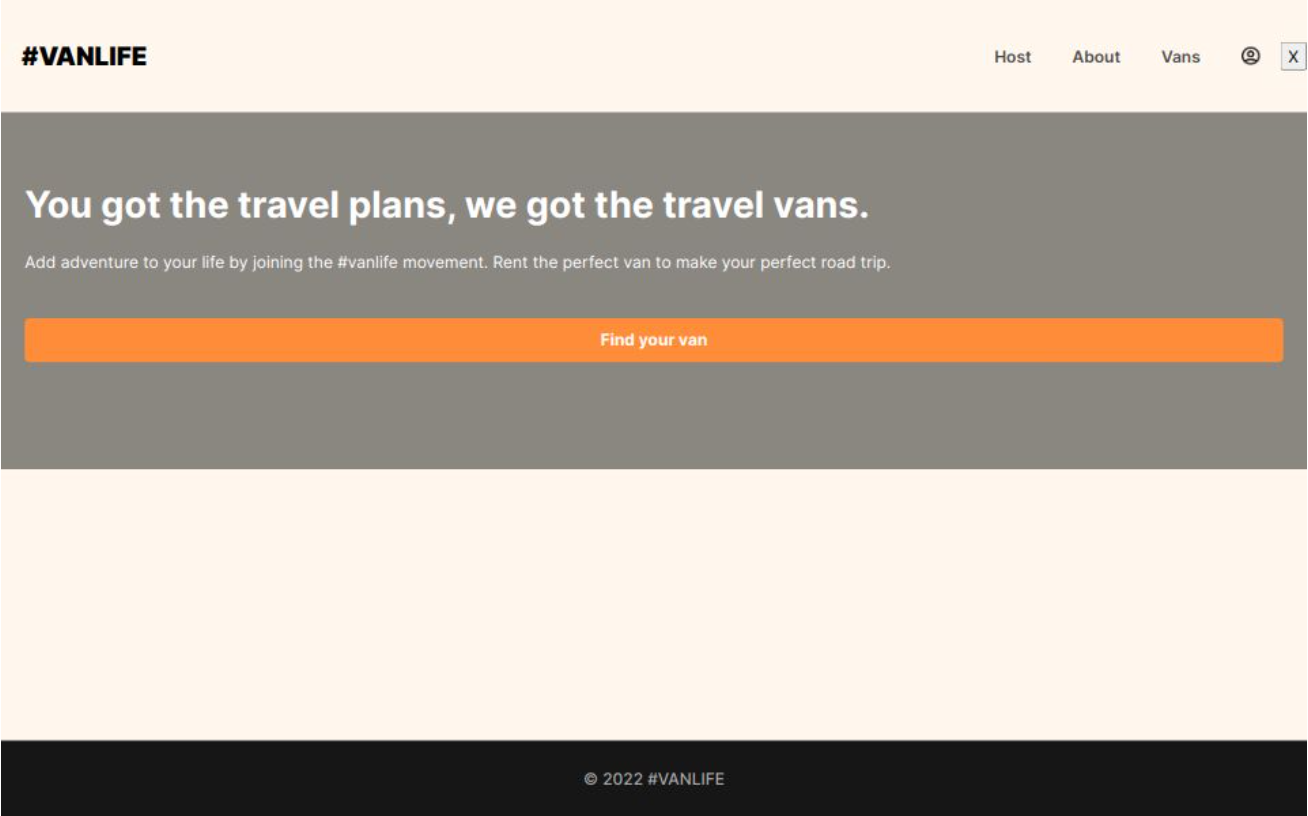 #VANLIFE
Host About Vans X
You got the travel plans, we got the travel vans.
Add adventure to your life by joining the #vanlife movement. Rent the perfect van to make your perfect road trip.
Find your van
© 2022 #VANLIFE